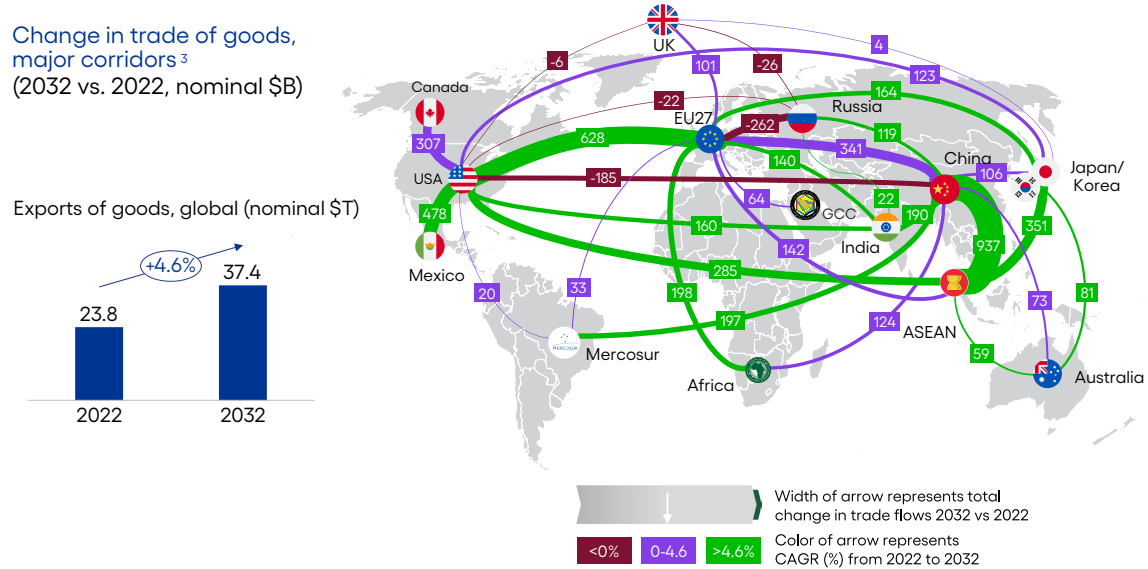 Change in trade of goods,
major corridors 3
(2032 vs. 2022, nominal $B)
Exports of goods, global (nominal $T)
+4.6%
23.8
37.4
2022
2032
UK
-6
4
101
-26
123
Canada
-22
Russia
164
EU27
307
628
-262
119
341
China
140
106
Japan/
Korea
USA
-185
64
22
GCC
190
478
160
India
351
937
142
Mexico
285
20
33
198
73
81
197
124
ASEAN
Mercosur
MERCOSUR
59
Africa
Australia
Width of arrow represents total
change in trade flows 2032 vs 2022
<0%
0-4.6
>4.6%
Color of arrow represents
CAGR (%) from 2022 to 2032